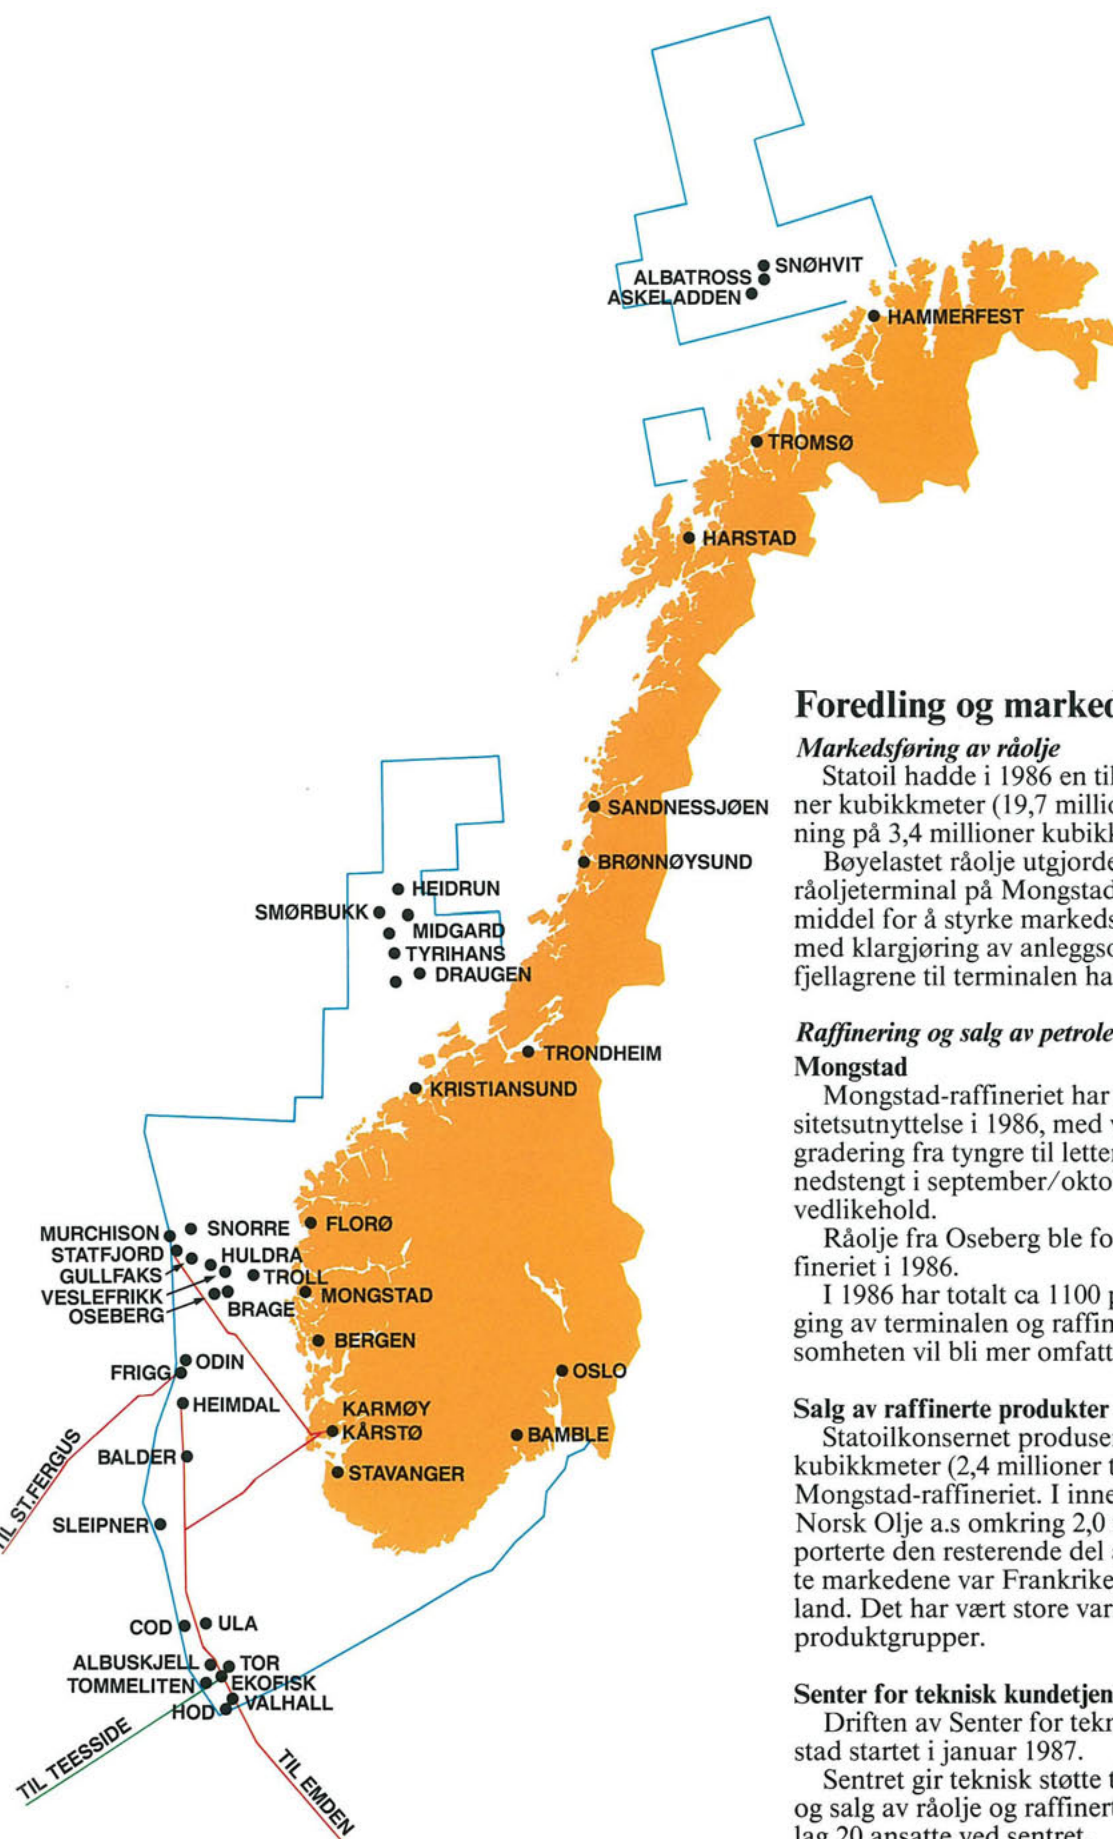 SNØHVIT
ALBATROSS
ASKELADDEN
HAMMERFEST
TROMSØ
HARSTAD
SANDNESSJØEN
BRØNNØYSUND
HEIDRUN
SMØRBUKK
MIDGARD
TYRIHANS
DRAUGEN
TRONDHEIM
KRISTIANSUND
MURCHISON
SNORRE
FLORØ
STATFJORD
HULDRA
GULLFAKS
TROLL
VESLEFRIKK
MONGSTAD
OSEBERG
BRAGE
BERGEN
ODIN
FRIGG
OSLO
HEIMDAL
KARMØY
KÅRSTØ
BAMBLE
BALDER
STAVANGER
TIL ST.FERGUS
SLEIPNER
COD
ULA
ALBUSKJELL
TOR
TOMMELITEN
EKOFISK
VALHALL
HOD
TIL TEESSIDE
TIL EMDEN
Foredling og marked
Markedsføring av råolje
Statoil hadde i 1986 en til
ner kubikkmeter (19,7 millio
ning på 3,4 millioner kubikk
Bøyelastet råolje utgjorde
råoljeterminal på Mongstad
middel for å styrke markeds
med klargjøring av anleggso
fjellagrene til terminalen ha
Raffinering og salg av petrole
Mongstad
Mongstad-raffineriet har
sitetsutnyttelse i 1986, med v
gradering fra tyngre til letter
nedstengt i september/okto
vedlikehold.
Råolje fra Oseberg ble fo
fineriet i 1986.
I 1986 har totalt ca 1100 p
ging av terminalen og raffin
somheten vil bli mer omfatt
Salg av raffinerte produkter
Statoilkonsernet produser
kubikkmeter (2,4 millioner t
Mongstad-raffineriet. I inne
Norsk Olje a.s omkring 2,0
porterte den resterende del
te markedene var Frankrike
land. Det har vært store var
produktgrupper.
Senter for teknisk kundetjen
Driften av Senter for tekn
stad startet i januar 1987.
Sentret gir teknisk støtte t
og salg av råolje og raffinert
lag 20 ansatte ved sentret.